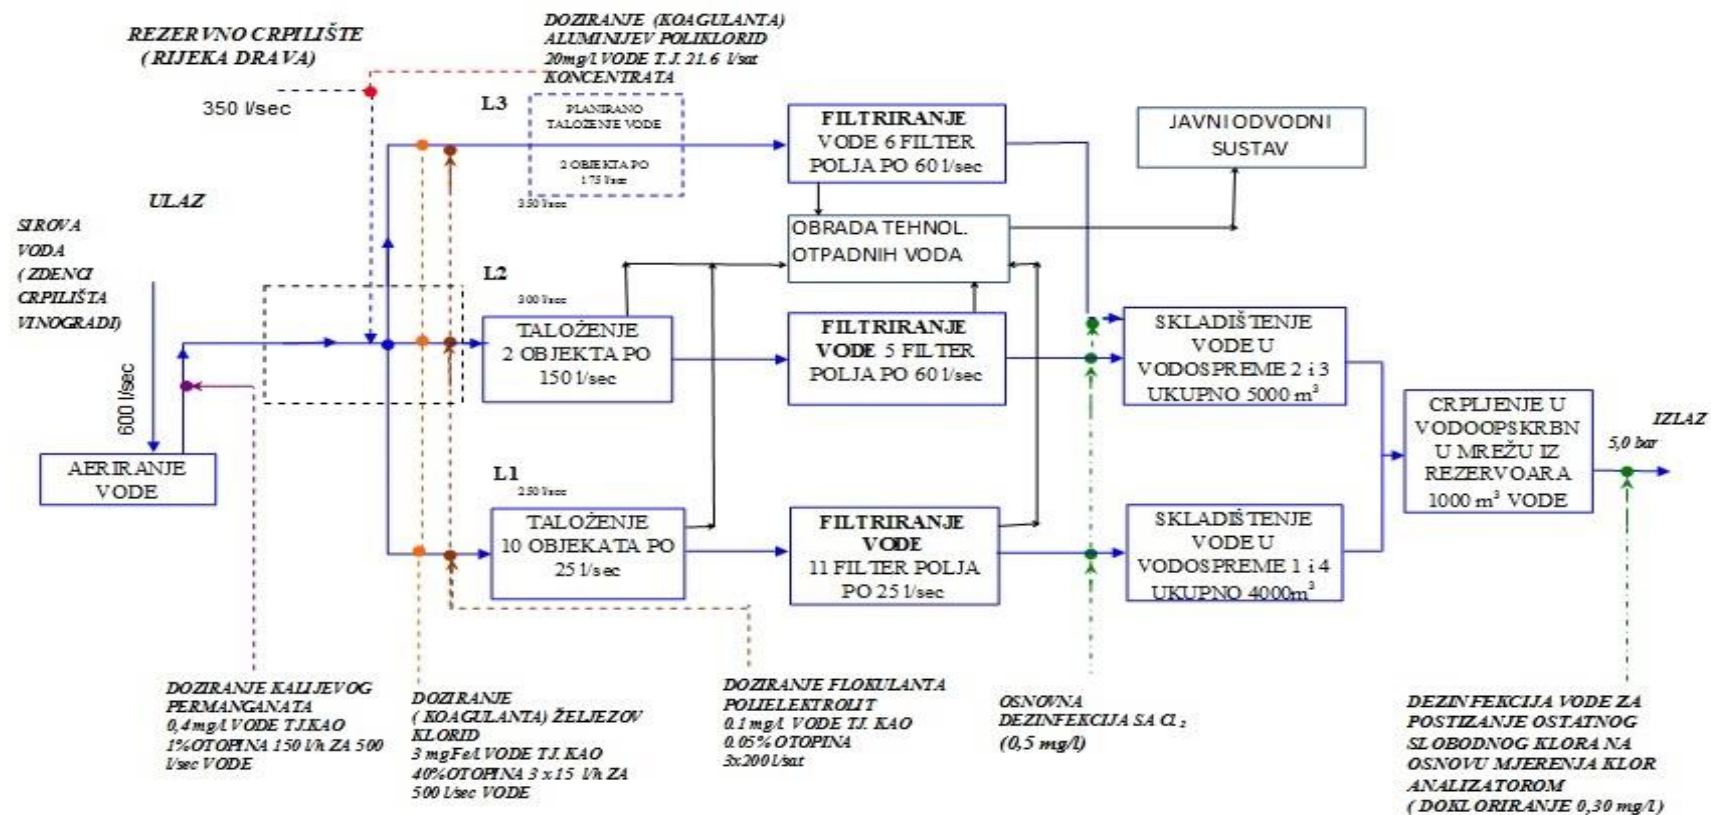 REZERVNO CRPILIŠTE
( RIJEKA DRAVA)
350 l/sec
DOZIRANJE (KOAGULANTA)
ALUMINIJEV POLIKLORID
20mg/l VODE T.J. 21.6 l/sat
KONCENTRATA
L3
PLANIRANO
TALOŽENJE VODE
2 OBJEKTA PO
175 l/sec
350 l/sec
FILTRIRANJE
VODE 6 FILTER
POLJA PO 60 l/sec
JAVNI ODVODNI
SUSTAV
ULAZ
SIROVA
VODA
( ZDENCI
CRPILIŠTA
VINOGRADI)
600 l/sec
AERIRANJE
VODE
OBRADA TEHNOL.
OTPADNIH VODA
L2
300 l/sec
TALOŽENJE
2 OBJEKTA PO
150 l/sec
FILTRIRANJE
VODE 5 FILTER
POLJA PO 60 l/sec
SKLADIŠTENJE
VODE U
VODOSPREME 2 i 3
UKUPNO 5000 m³
CRPLJENJE U
VODOOPSKRBN
U MREŽU IZ
REZERVOARA
1000 m³ VODE
5,0 bar
IZLAZ
L1
250 l/sec
TALOŽENJE
10 OBJEKATA PO
25 l/sec
FILTRIRANJE
VODE
11 FILTER POLJA
PO 25 l/sec
SKLADIŠTENJE
VODE U
VODOSPREME 1 i 4
UKUPNO 4000m³
DOZIRANJE KALIJEVOG
PERMANGANATA
0,4 mg/l VODE TJ.KAO
1% OTOPINA 150 l/h ZA 500
l/sec VODE
DOZIRANJE
( KOAGULANTA) ŽELJEZOV
KLORID
3 mgFe/l VODE T.J. KAO
40%OTOPINA 3 x 15 l/h ZA
500 l/sec VODE
DOZIRANJE FLOKULANTA
POLIELEKTROLIT
0.1 mg/l VODE TJ. KAO
0.05% OTOPINA
3x200 l/sat
OSNOVNA
DEZINFEKCIJA SA Cl₂
(0,5 mg/l)
DEZINFEKCIJA VODE ZA
POSTIZANJE OSTATNOG
SLOBODNOG KLORA NA
OSNOVU MJERENJA KLOR
ANALIZATOROM
( DOKLORIRANJE 0,30 mg/l)